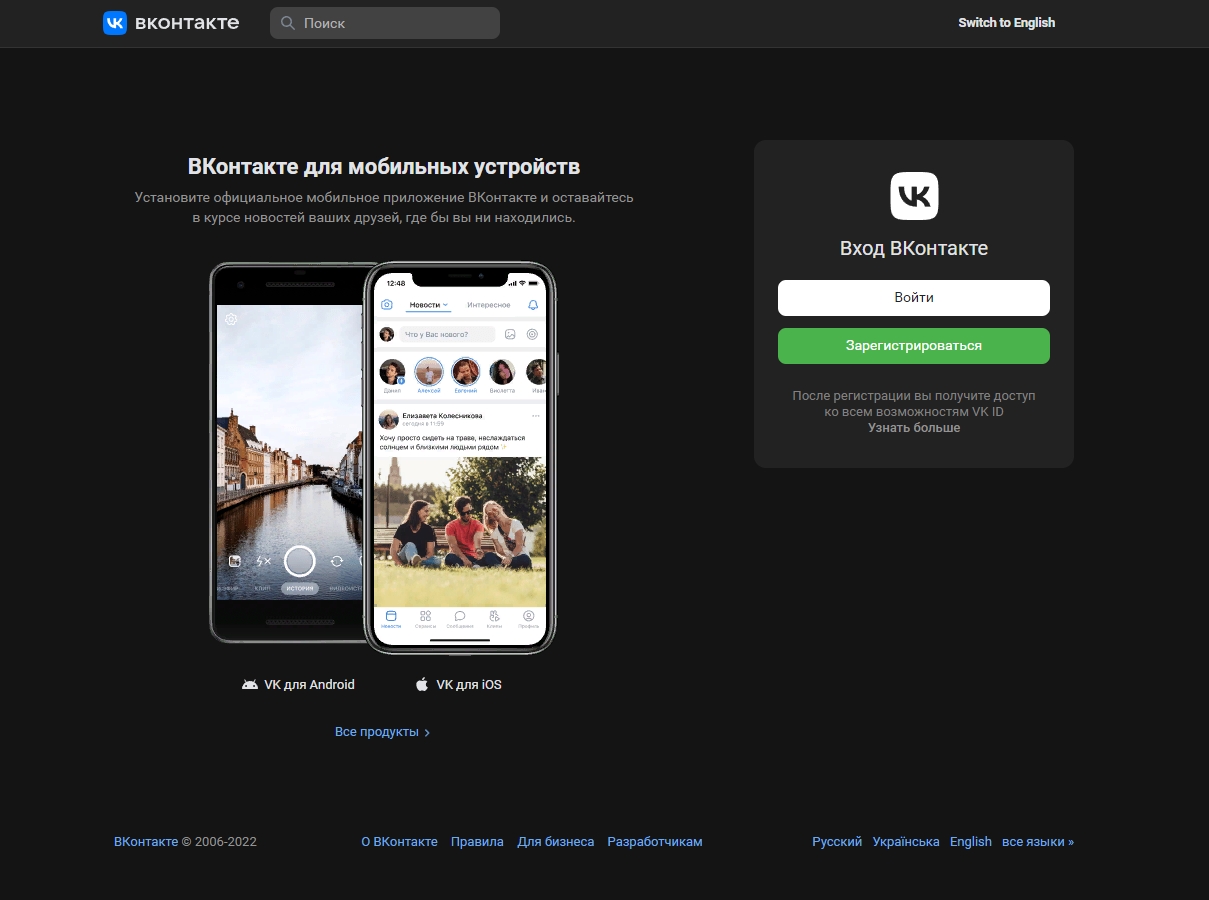 вконтакте
Поиск
Switch to English
ВКонтакте для мобильных устройств
Установите официальное мобильное приложение ВКонтакте и оставайтесь
в курсе новостей ваших друзей, где бы вы ни находились.
12:48
Новости
Интересное
Что у Вас нового?
Данил
Алексей
Евгений
Виолетта
Иван
Елизавета Колесникова
сегодня в 11:59
Хочу просто сидеть на траве, наслаждаться
солнцем и близкими людьми рядом✨
КЛИП
ИСТОРИЯ
Новости
Сервисы
Сообщения
Клипы
Профиль
VK для Android
VK для iOS
Все продукты ›
Вход ВКонтакте
Войти
Зарегистрироваться
После регистрации вы получите доступ
ко всем возможностям VK ID
Узнать больше
ВКонтакте © 2006-2022
О ВКонтакте Правила Для бизнеса Разработчикам
Русский Українська English все языки »